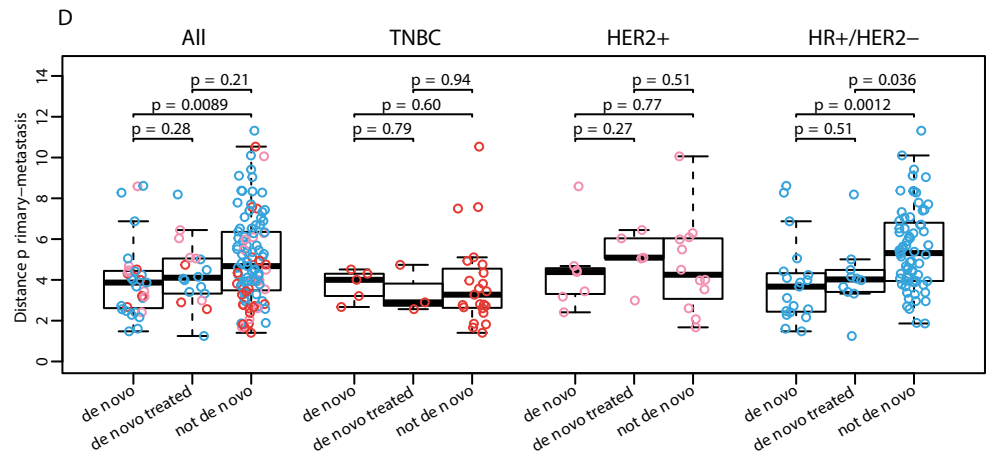 D
All TNBC HER2+ HR+/HER2−
Distance p rimary−metastasis
14
12
10
8
6
4
2
0
p = 0.21 p = 0.94 p = 0.51 p = 0.036
p = 0.0089 p = 0.60 p = 0.77 p = 0.0012
p = 0.28 p = 0.79 p = 0.27 p = 0.51
de novo
de novo treated
not de novo
de novo
de novo treated
not de novo
de novo
de novo treated
not de novo
de novo
de novo treated
not de novo